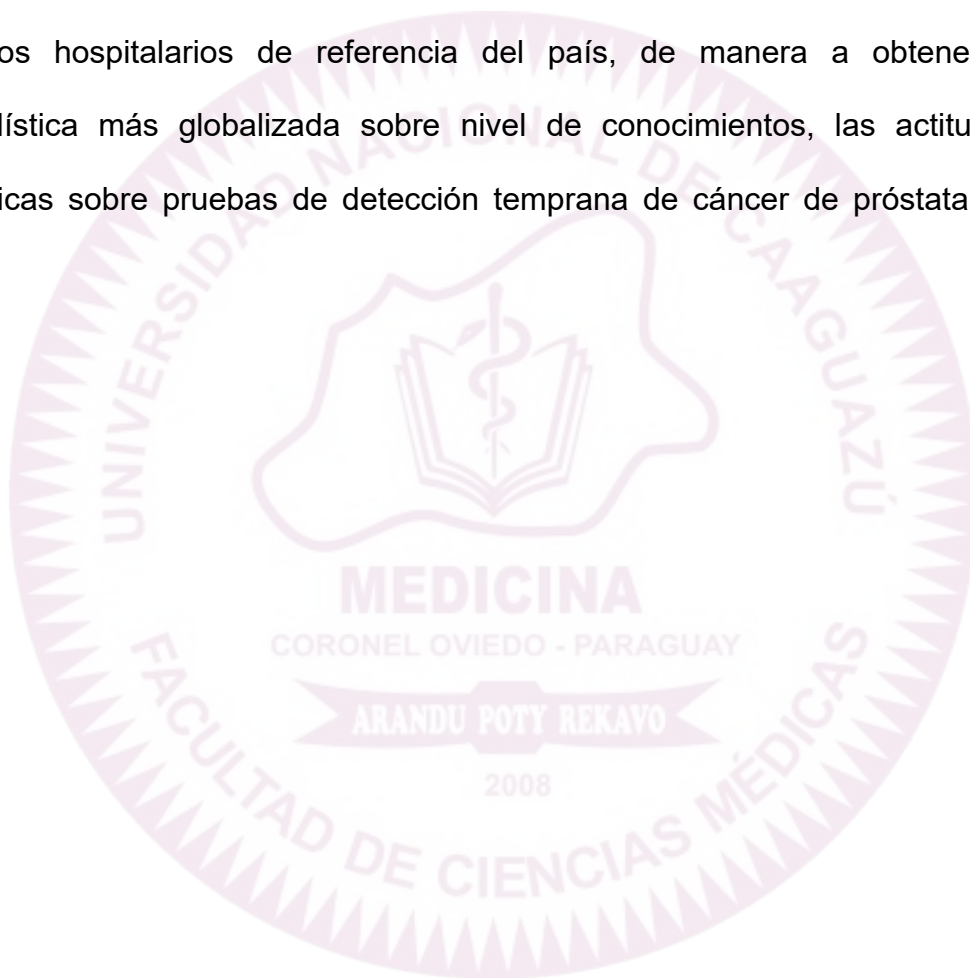 os hospitalarios de referencia del país, de manera a obtene
lística más globalizada sobre nivel de conocimientos, las actitu
icas sobre pruebas de detección temprana de cáncer de próstata
UNIVERSIDAD NACIONAL DE CAAGUAZÚ
MEDICINA
CORONEL OVIEDO - PARAGUAY
ARANDU POTY REKAVO
2008
FACULTAD DE CIENCIAS MÉDICAS